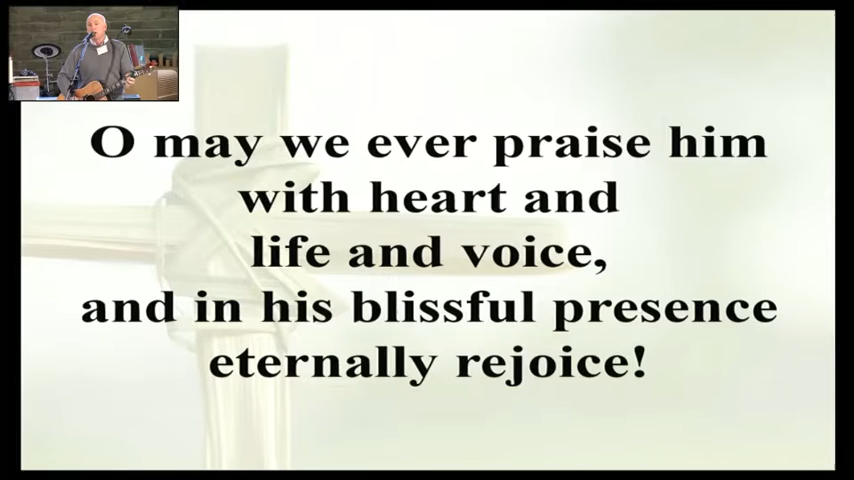 O may we ever praise him
with heart and
life and voice,
and in his blissful presence
eternally rejoice!